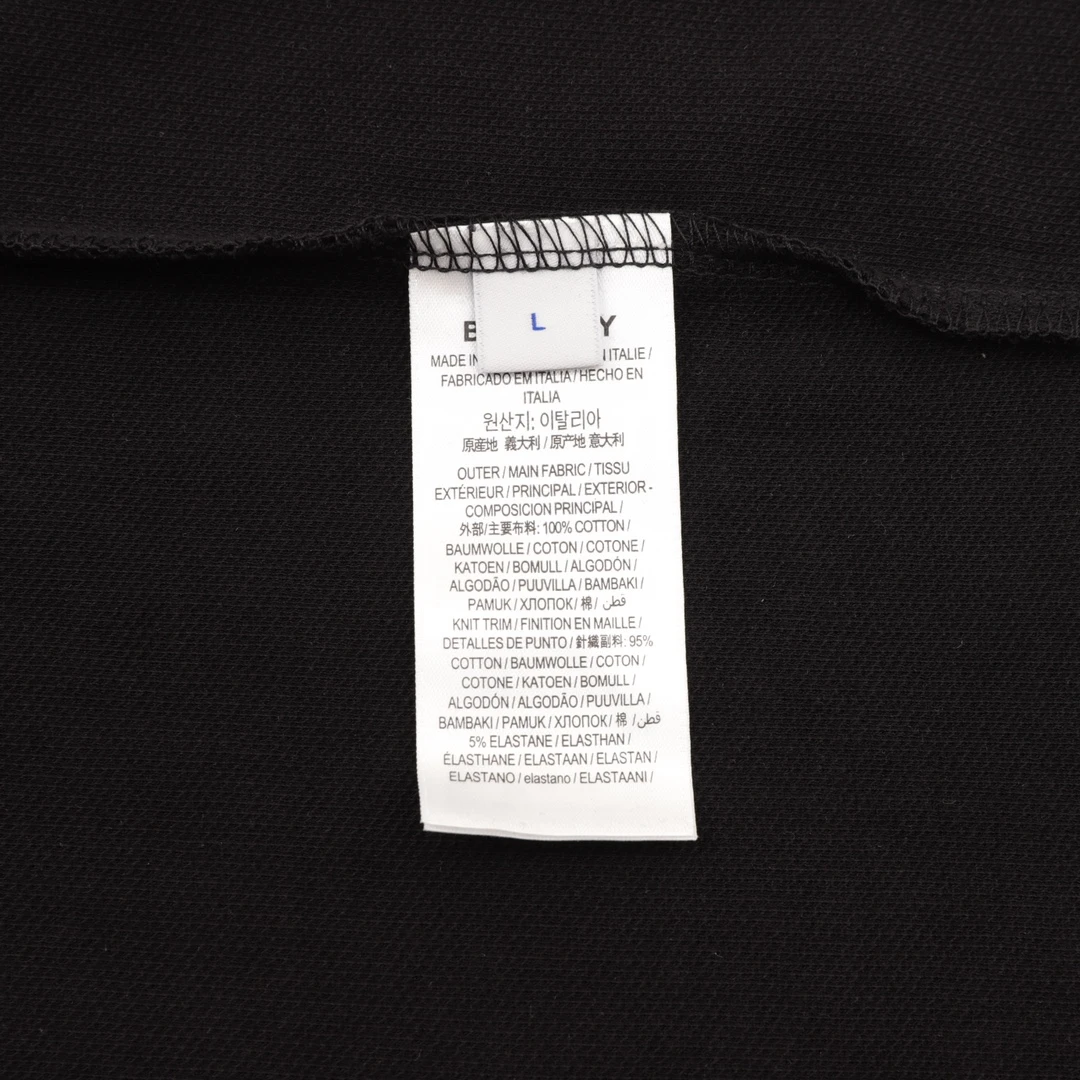 L
MADE IN ITALIE /
FABRICADO EM ITALIA / HECHO EN
ITALIA
원산지: 이탈리아
原産地 義大利 / 原产地 意大利
OUTER / MAIN FABRIC / TISSU
EXTÉRIEUR / PRINCIPAL / EXTERIOR -
COMPOSICION PRINCIPAL /
外部/主要布料: 100% COTTON /
BAUMWOLLE / COTON / COTONE /
KATOEN / BOMULL / ALGODÓN /
ALGODÃO / PUUVILLA / BAMBAKI /
PAMUK / ХЛОПОК / 棉 / قطن
KNIT TRIM / FINITION EN MAILLE /
DETALLES DE PUNTO / 針織副料: 95%
COTTON / BAUMWOLLE / COTON /
COTONE / KATOEN / BOMULL /
ALGODÓN / ALGODÃO / PUUVILLA /
BAMBAKI / PAMUK / ХЛОПОК / 棉 / قطن
5% ELASTANE / ELASTHAN /
ÉLASTHANE / ELASTAAN / ELASTAN /
ELASTANO / elastano / ELASTAANI /